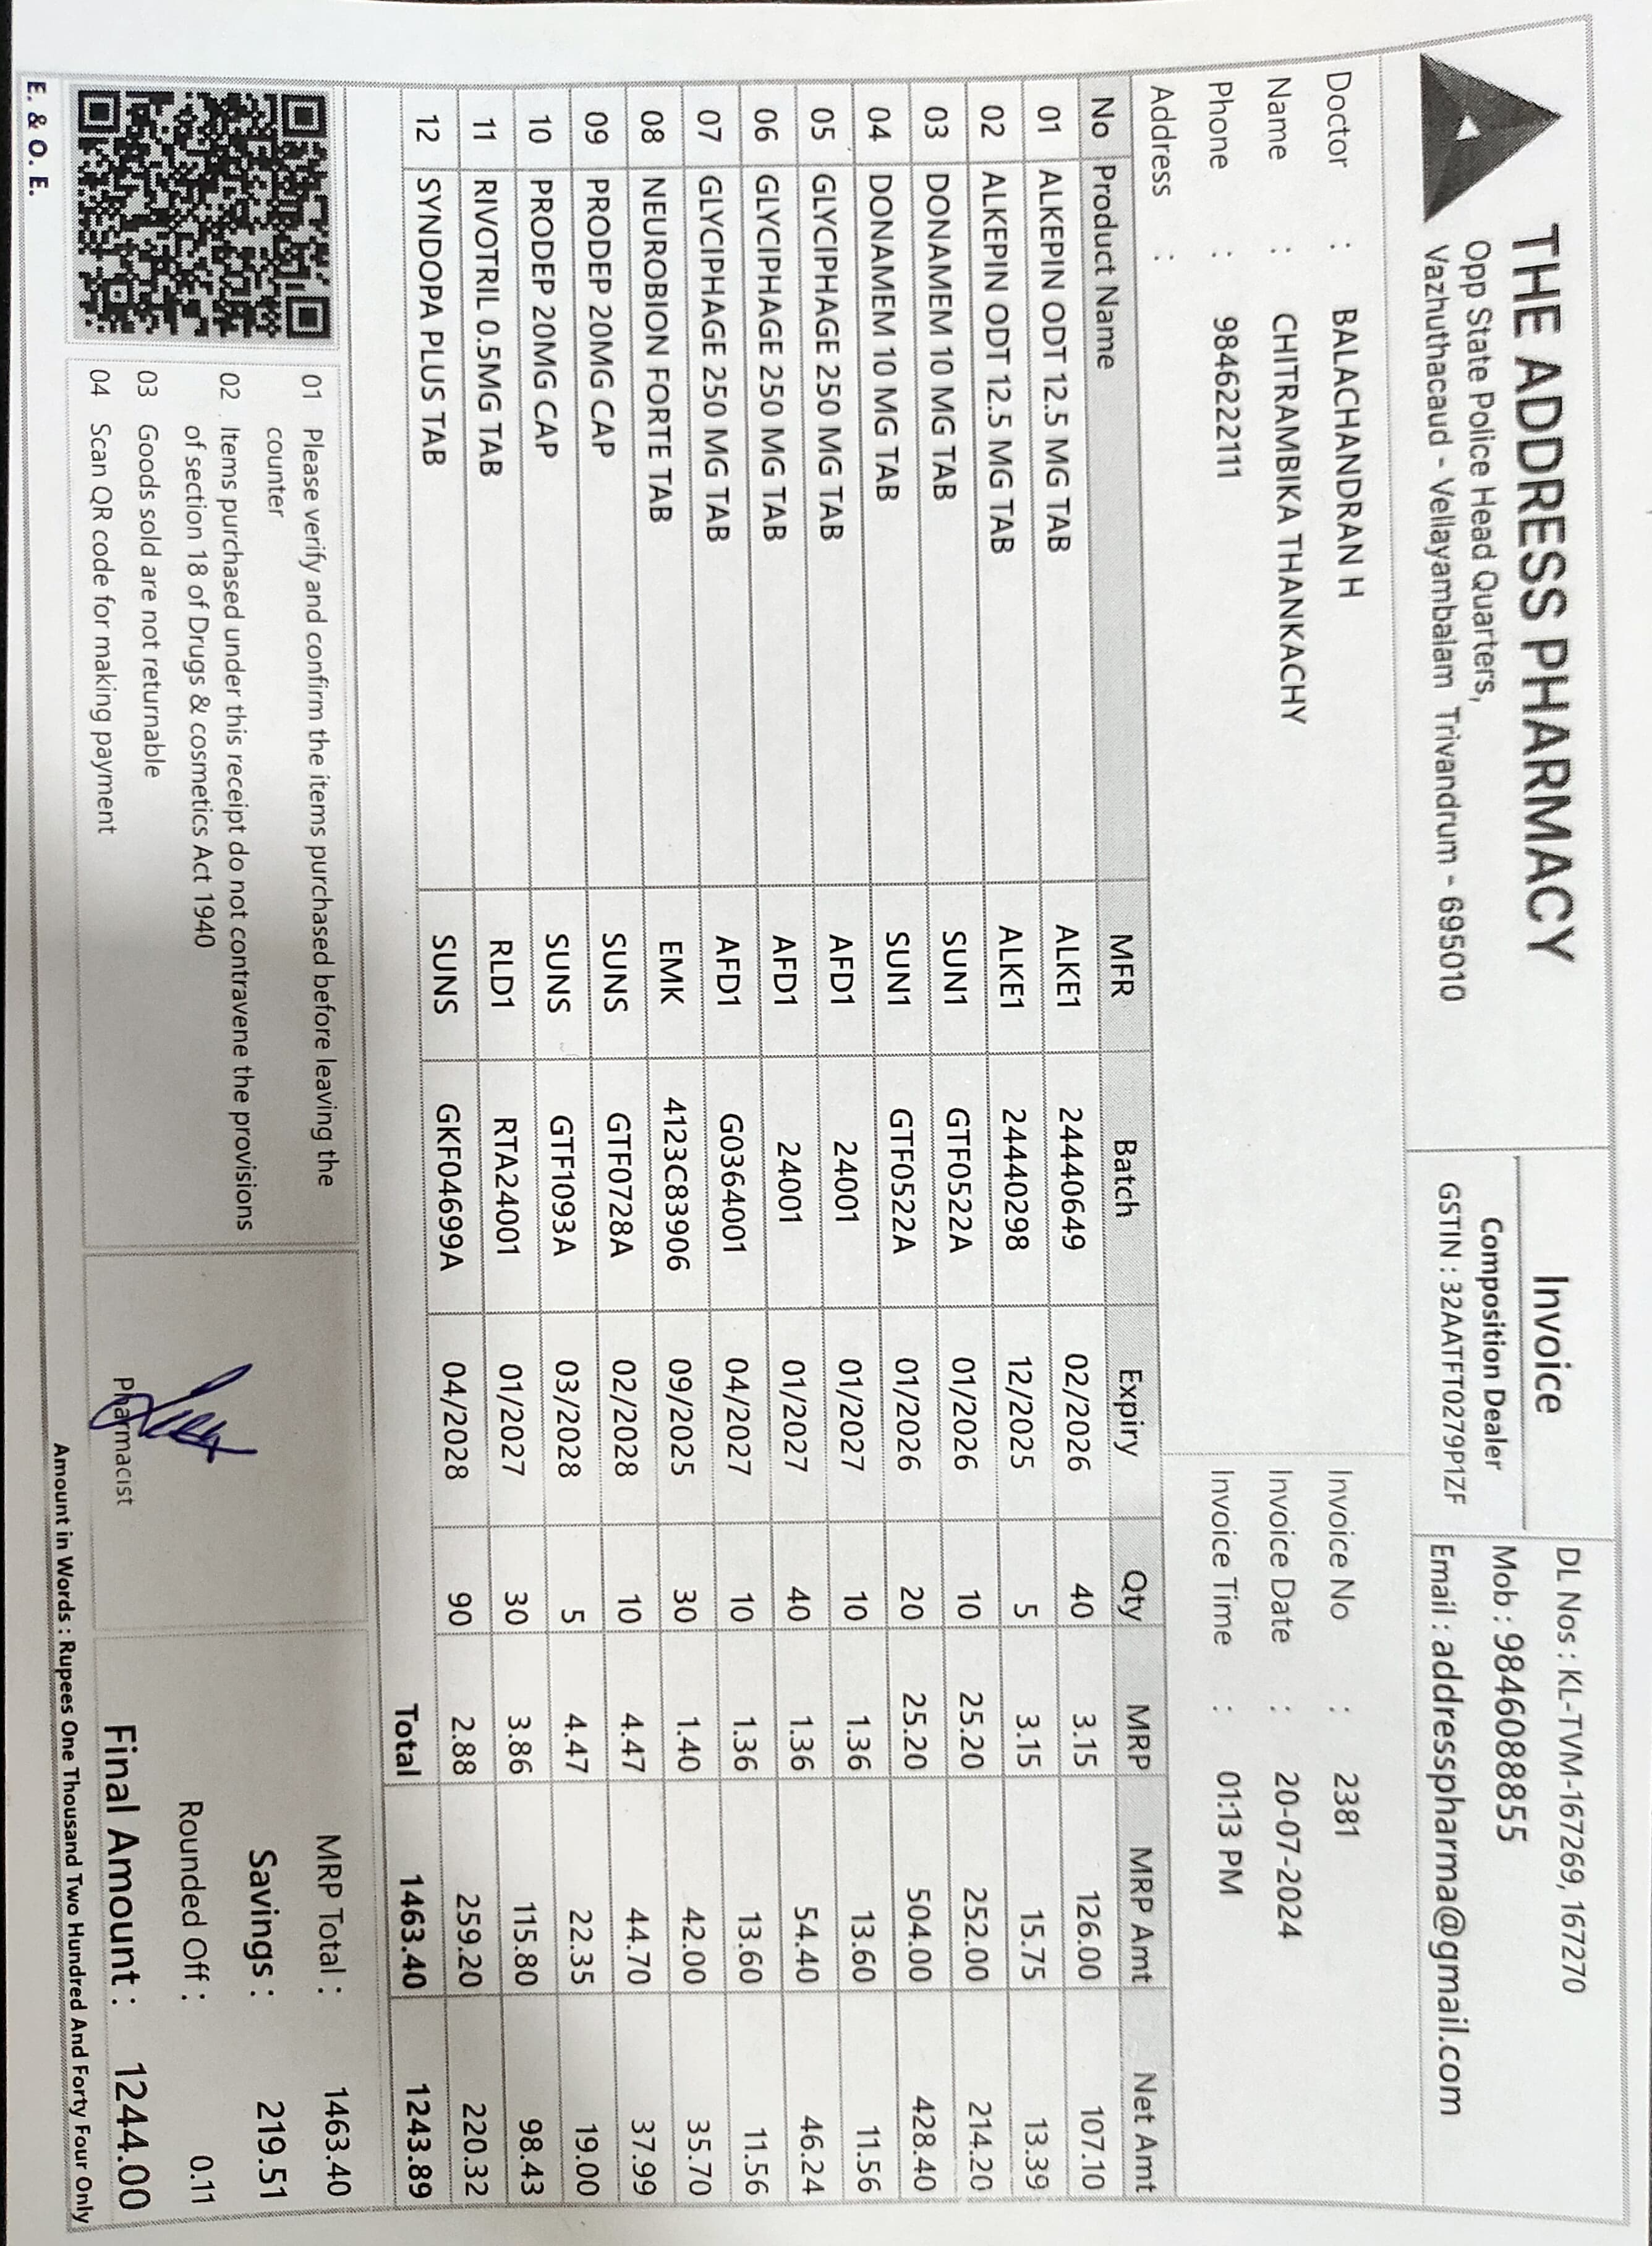 THE ADDRESS PHARMACY
Opp State Police Head Quarters,
Vazhuthacaud - Vellayambalam Trivandrum - 695010
Invoice
Composition Dealer
GSTIN : 32AATFT0279P1ZF
DL Nos : KL-TVM-167269, 167270
Mob : 9846088855
Email : addresspharma@gmail.com
Doctor : BALACHANDRAN H
Name : CHITRAMBIKA THANKACHY
Phone : 9846222111
Address :
Invoice No : 2381
Invoice Date : 20-07-2024
Invoice Time : 01:13 PM
No Product Name MFR Batch Expiry Qty MRP MRP Amt Net Amt
01 ALKEPIN ODT 12.5 MG TAB ALKE1 24440649 02/2026 40 3.15 126.00 107.10
02 ALKEPIN ODT 12.5 MG TAB ALKE1 24440298 12/2025 5 3.15 15.75 13.39
03 DONAMEM 10 MG TAB SUN1 GTF0522A 01/2026 10 25.20 252.00 214.20
04 DONAMEM 10 MG TAB SUN1 GTF0522A 01/2026 20 25.20 504.00 428.40
05 GLYCIPHAGE 250 MG TAB AFD1 24001 01/2027 10 1.36 13.60 11.56
06 GLYCIPHAGE 250 MG TAB AFD1 24001 01/2027 40 1.36 54.40 46.24
07 GLYCIPHAGE 250 MG TAB AFD1 G0364001 04/2027 10 1.36 13.60 11.56
08 NEUROBION FORTE TAB EMK 4123C83906 09/2025 30 1.40 42.00 35.70
09 PRODEP 20MG CAP SUNS GTF0728A 02/2028 10 4.47 44.70 37.99
10 PRODEP 20MG CAP SUNS GTF1093A 03/2028 5 4.47 22.35 19.00
11 RIVOTRIL 0.5MG TAB RLD1 RTA24001 01/2027 30 3.86 115.80 98.43
12 SYNDOPA PLUS TAB SUNS GKF04699A 04/2028 90 2.88 259.20 220.32
Total 1463.40 1243.89
01 Please verify and confirm the items purchased before leaving the
counter
02 Items purchased under this receipt do not contravene the provisions
of section 18 of Drugs & cosmetics Act 1940
03 Goods sold are not returnable
04 Scan QR code for making payment
Pharmacist
MRP Total : 1463.40
Savings : 219.51
Rounded Off : 0.11
Final Amount : 1244.00
Amount in Words : Rupees One Thousand Two Hundred And Forty Four Only
E. & O. E.